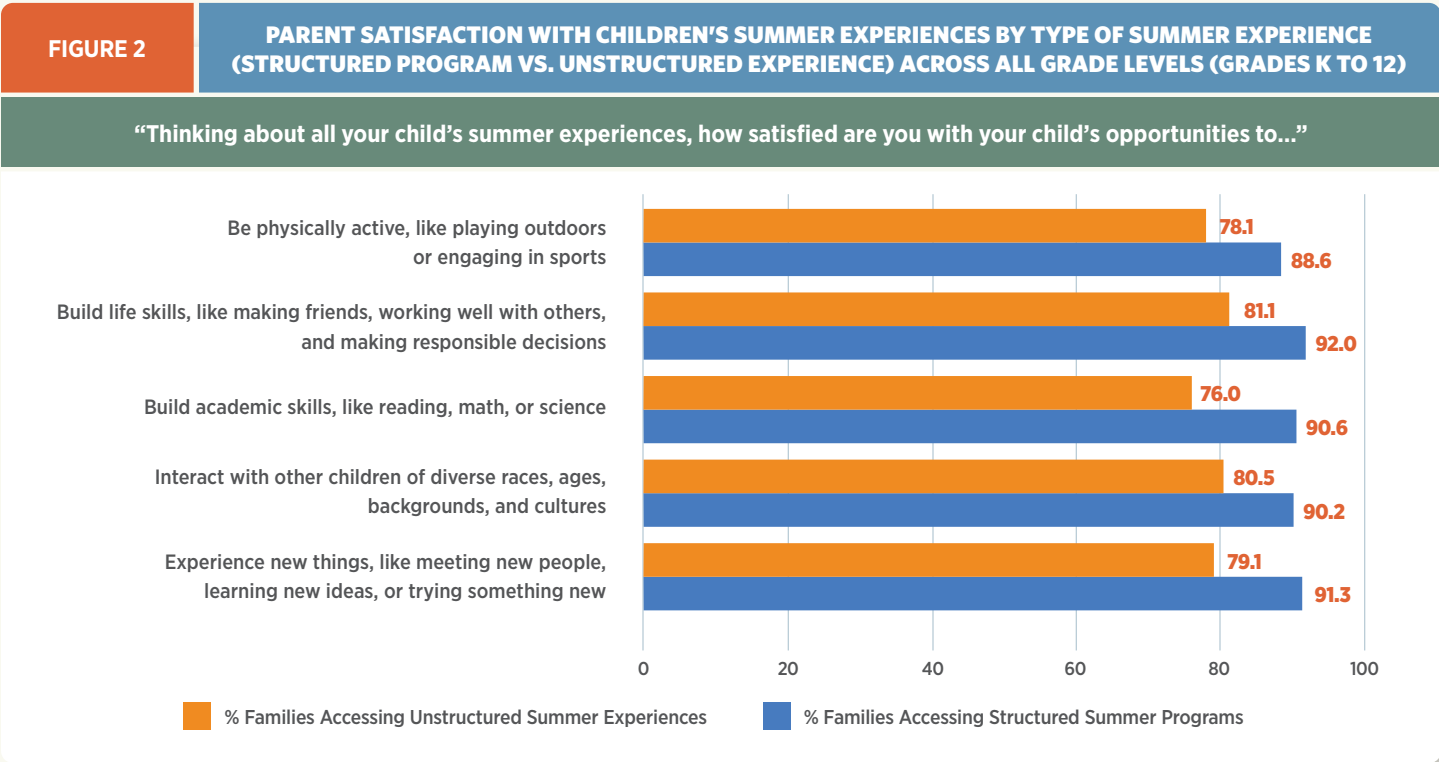 FIGURE 2
PARENT SATISFACTION WITH CHILDREN'S SUMMER EXPERIENCES BY TYPE OF SUMMER EXPERIENCE
(STRUCTURED PROGRAM VS. UNSTRUCTURED EXPERIENCE) ACROSS ALL GRADE LEVELS (GRADES K TO 12)
“Thinking about all your child’s summer experiences, how satisfied are you with your child’s opportunities to...”
Be physically active, like playing outdoors
or engaging in sports
78.1
88.6
Build life skills, like making friends, working well with others,
and making responsible decisions
81.1
92.0
Build academic skills, like reading, math, or science
76.0
90.6
Interact with other children of diverse races, ages,
backgrounds, and cultures
80.5
90.2
Experience new things, like meeting new people,
learning new ideas, or trying something new
79.1
91.3
0 20 40 60 80 100
% Families Accessing Unstructured Summer Experiences
% Families Accessing Structured Summer Programs